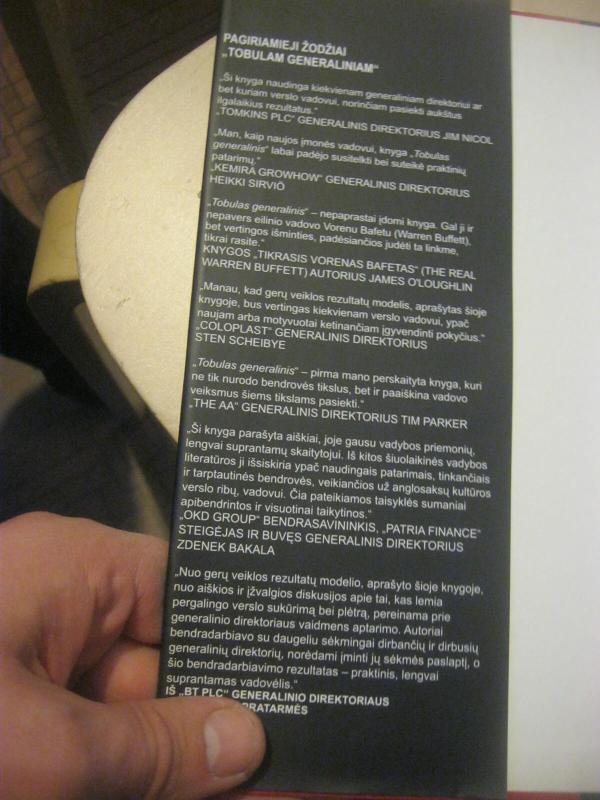 PAGIRIAMIEJI ŽODŽIAI
„TOBULAM GENERALINIAM“
„Ši knyga naudinga kiekvienam generaliniam direktoriui ar
bet kuriam verslo vadovui, norinčiam pasiekti aukštus
ilgalaikius rezultatus.“
„TOMKINS PLC“ GENERALINIS DIREKTORIUS JIM NICOL
„Man, kaip naujos įmonės vadovui, knyga „Tobulas
generalinis“ labai padėjo susitelkti bei suteikė praktinių
patarimų.“
„KEMIRA GROWHOW“ GENERALINIS DIREKTORIUS
HEIKKI SIRVIÖ
„Tobulas generalinis“ – nepaprastai įdomi knyga. Gal ji ir
nepavers eilinio vadovo Vorenu Bafetu (Warren Buffett),
bet vertingos išminties, padėsiančios judėti ta linkme,
tikrai rasite.“
KNYGOS „TIKRASIS VORENAS BAFETAS“ (THE REAL
WARREN BUFFETT) AUTORIUS JAMES O'LOUGHLIN
„Manau, kad gerų veiklos rezultatų modelis, aprašytas šioje
knygoje, bus vertingas kiekvienam verslo vadovui, ypač
naujam arba motyvuotai ketinančiam įgyvendinti pokyčius.“
„COLOPLAST“ GENERALINIS DIREKTORIUS
STEN SCHEIBYE
„Tobulas generalinis“ – pirma mano perskaityta knyga, kuri
ne tik nurodo bendrovės tikslus, bet ir paaiškina vadovo
veiksmus šiems tikslams pasiekti.“
„THE AA“ GENERALINIS DIREKTORIUS TIM PARKER
„Ši knyga parašyta aiškiai, joje gausu vadybos priemonių,
lengvai suprantamų skaitytojui. Iš kitos šiuolaikinės vadybos
literatūros ji išsiskiria ypač naudingais patarimais, tinkančiais
ir tarptautinės bendrovės, veikiančios už anglosaksų kultūros
verslo ribų, vadovui. Čia pateikiamos taisyklės sumaniai
apibendrintos ir visuotinai taikytinos.“
„OKD GROUP“ BENDRASAVININKIS, „PATRIA FINANCE“
STEIGĖJAS IR BUVĘS GENERALINIS DIREKTORIUS
ZDENEK BAKALA
„Nuo gerų veiklos rezultatų modelio, aprašyto šioje knygoje,
nuo aiškios ir įžvalgios diskusijos apie tai, kas lemia
pergalingo verslo sukūrimą bei plėtrą, pereinama prie
generalinio direktoriaus vaidmens aptarimo. Autoriai
bendradarbiavo su daugeliu sėkmingai dirbančių ir dirbusių
generalinių direktorių, norėdami įminti jų sėkmės paslaptį, o
šio bendradarbiavimo rezultatas – praktinis, lengvai
suprantamas vadovėlis.“
IŠ „BT PLC“ GENERALINIO DIREKTORIAUS
PRATARMĖS